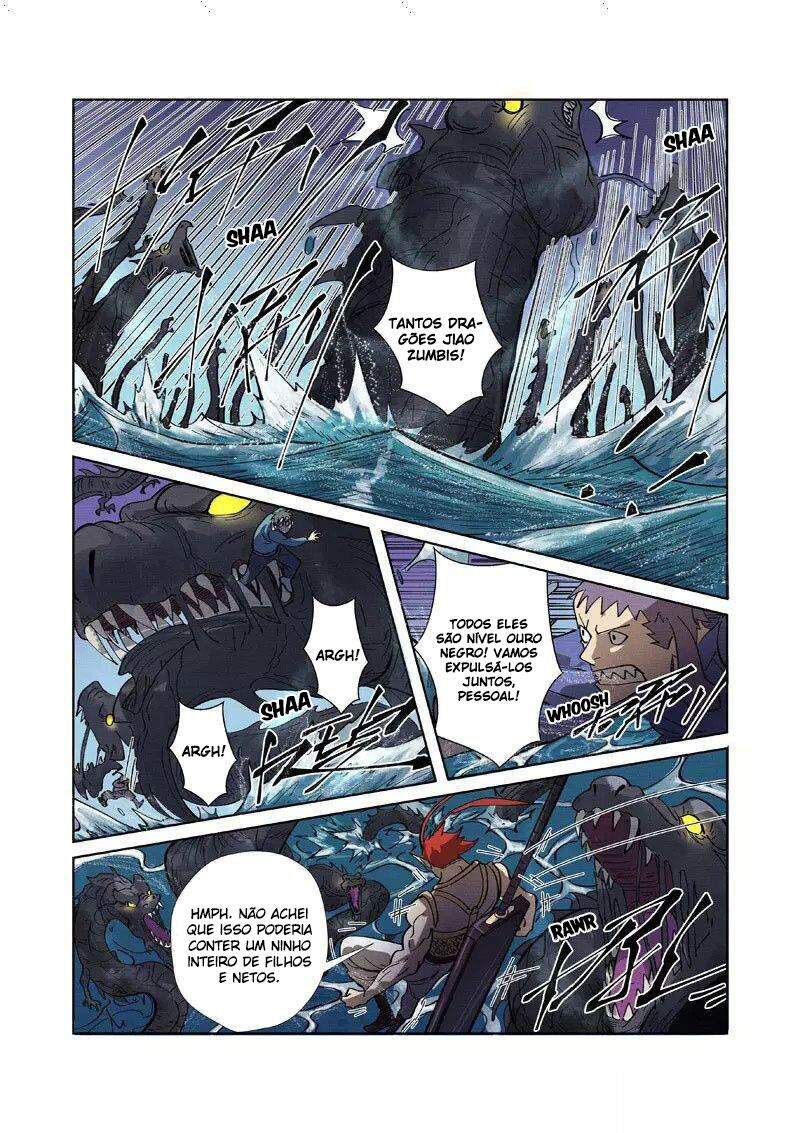 SHAA
SHAA
TANTOS DRA-
GÕES JIAO
ZUMBIS!
ARGH!
SHAA
ARGH!
TODOS ELES
SÃO NÍVEL OURO
NEGRO! VAMOS
EXPULSÁ-LOS
JUNTOS,
PESSOAL!
WHOOSH
HMPH. NÃO ACHEI
QUE ISSO PODERIA
CONTER UM NINHO
INTEIRO DE FILHOS
E NETOS.
RAWR